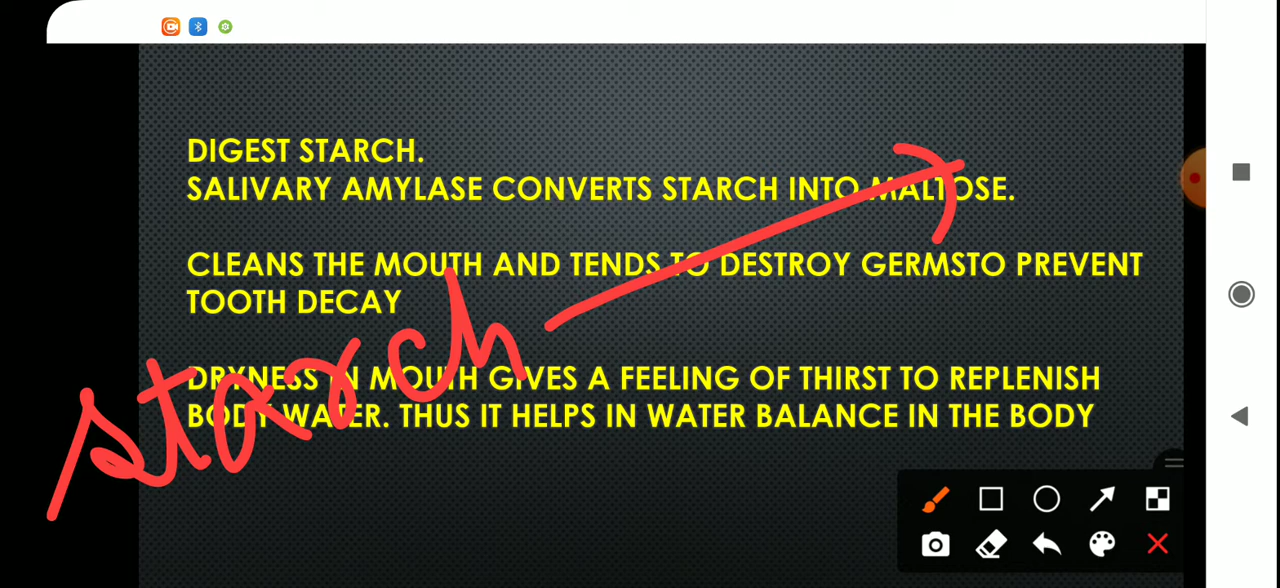 DIGEST STARCH.
SALIVARY AMYLASE CONVERTS STARCH INTO MALTOSE.
CLEANS THE MOUTH AND TENDS TO DESTROY GERMSTO PREVENT
TOOTH DECAY
DRYNESS IN MOUTH GIVES A FEELING OF THIRST TO REPLENISH
BODY WATER. THUS IT HELPS IN WATER BALANCE IN THE BODY
starch